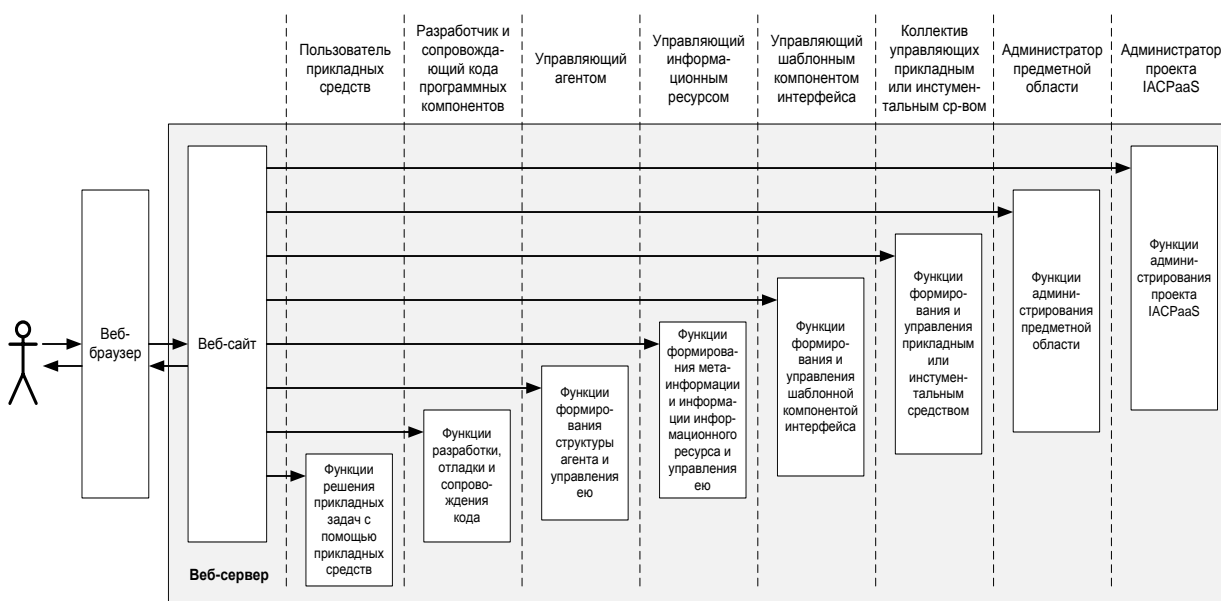 Пользователь
прикладных
средств
Разработчик и
сопровожда-
ющий кода
программных
компонентов
Управляющий
агентом
Управляющий
информа-
ционным
ресурсом
Управляющий
шаблонным
компонентом
интерфейса
Коллектив
управляющих
прикладным
или инстумен-
тальным ср-вом
Администратор
предметной
области
Администратор
проекта
IACPaaS
Веб-
браузер
Веб-сайт
Веб-сервер
Функции
решения
прикладных
задач с
помощью
прикладных
средств
Функции
разработки,
отладки и
сопрово-
ждения
кода
Функции
формиро-
вания
структуры
агента и
управления
ею
Функции
формирова-
ния мета-
информации
и информа-
ции инфор-
мационного
ресурса и
управления
ею
Функции
формиро-
вания и
управления
шаблонной
компонентой
интерфейса
Функции
формиро-
вания и
управления
прикладным
или
инстумен-
тальным
средством
Функции
админи-
стрирования
предметной
области
Функции
админи-
стрирования
проекта
IACPaaS